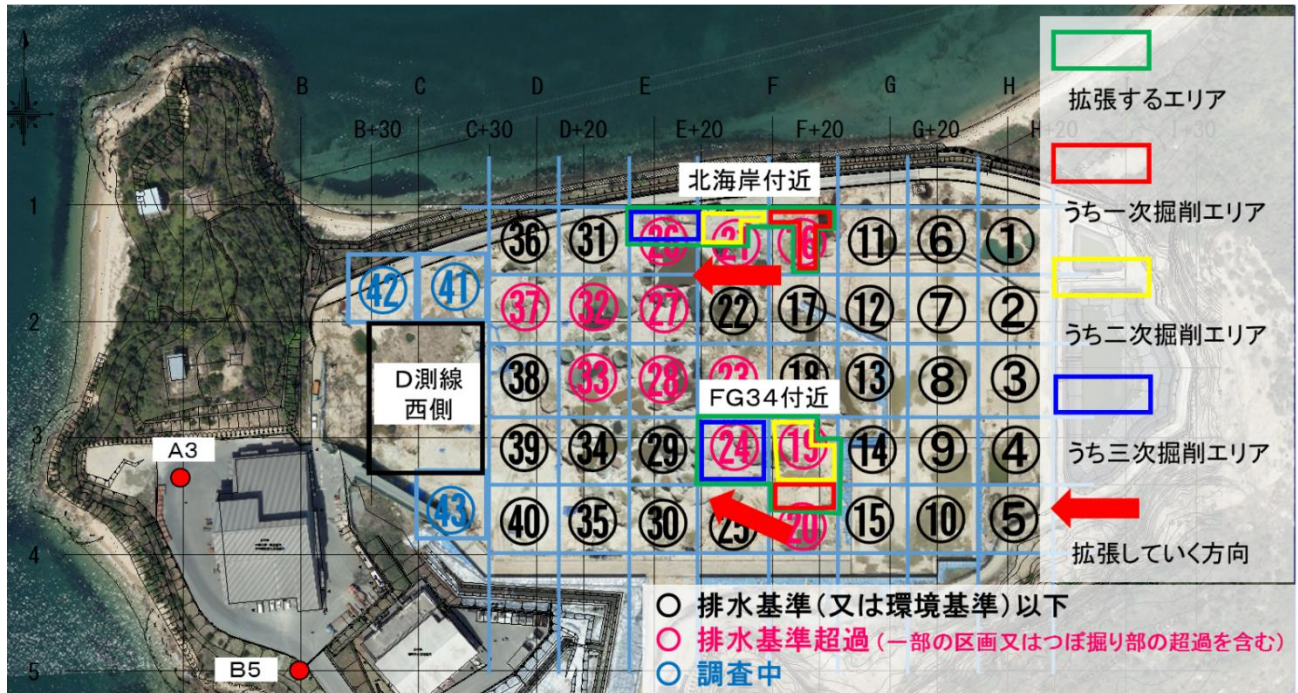 A
B
C
D
E
F
G
H
B+30
C+30
D+20
E+20
F+20
G+20
H+20
I+30
1
2
3
4
5
北海岸付近
㊱ ㉛ ㉖ ㉑ ⑯ ⑪ ⑥ ①
㊷ ㊶
㊲ ㉜ ㉗ ㉒ ⑰ ⑫ ⑦ ②
D測線
西側
㊳ ㉝ ㉘ ㉓ ⑱ ⑬ ⑧ ③
FG34付近
㊴ ㉞ ㉙ ㉔ ⑲ ⑭ ⑨ ④
㊸
㊵ ㉟ ㉚ ㉕ ⑳ ⑮ ⑩ ⑤
A3
B5
拡張するエリア
うち一次掘削エリア
うち二次掘削エリア
うち三次掘削エリア
拡張していく方向
○ 排水基準(又は環境基準)以下
○ 排水基準超過(一部の区画又はつぼ掘り部の超過を含む)
○ 調査中